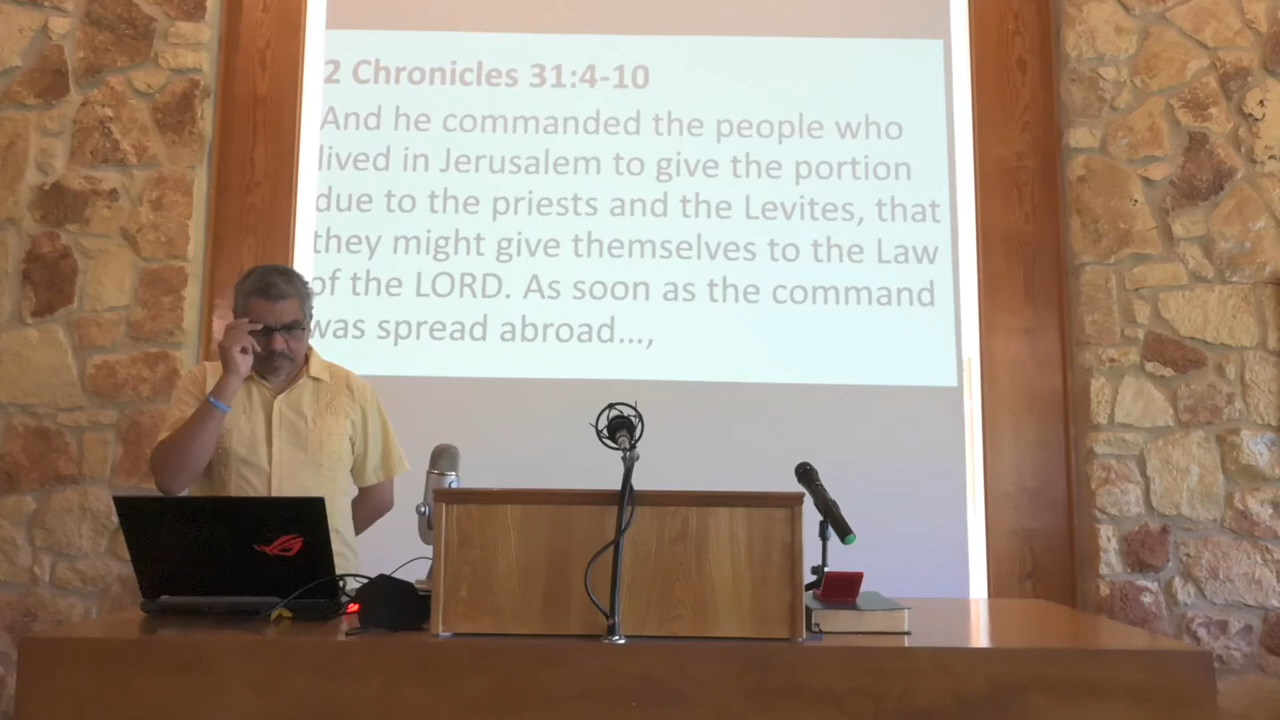 2 Chronicles 31:4-10
And he commanded the people who
lived in Jerusalem to give the portion
due to the priests and the Levites, that
they might give themselves to the Law
of the LORD. As soon as the command
was spread abroad...,